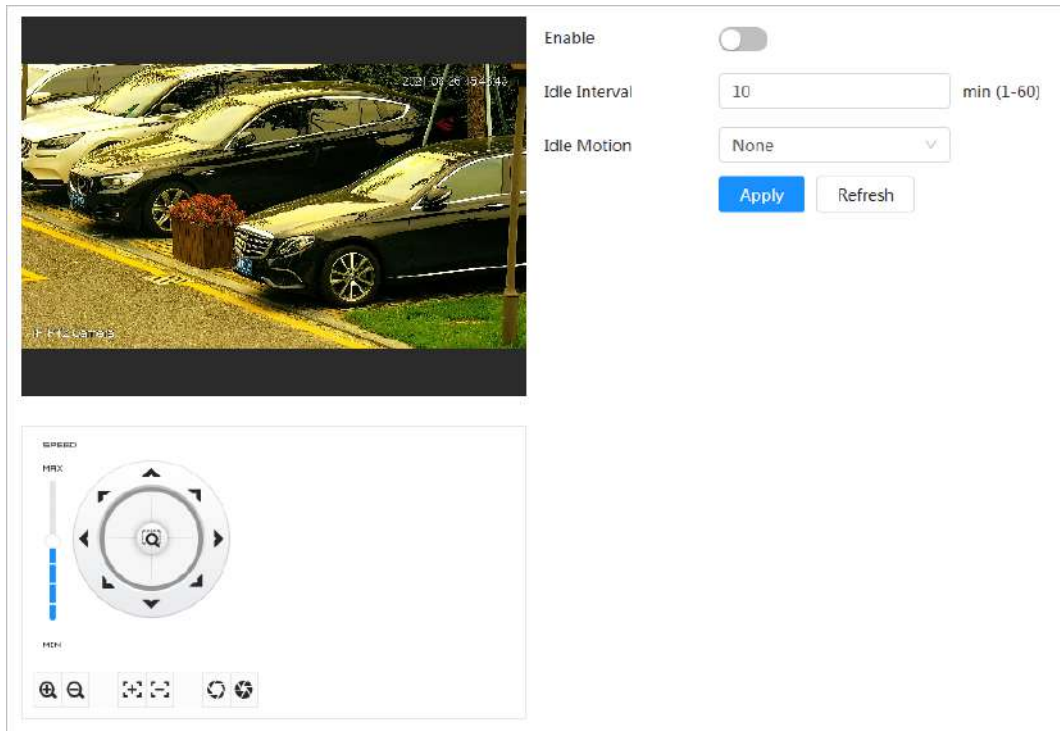 Enable
Idle Interval
10
min (1-60)
Idle Motion
None
Apply
Refresh
SPEED
MAX
MIN